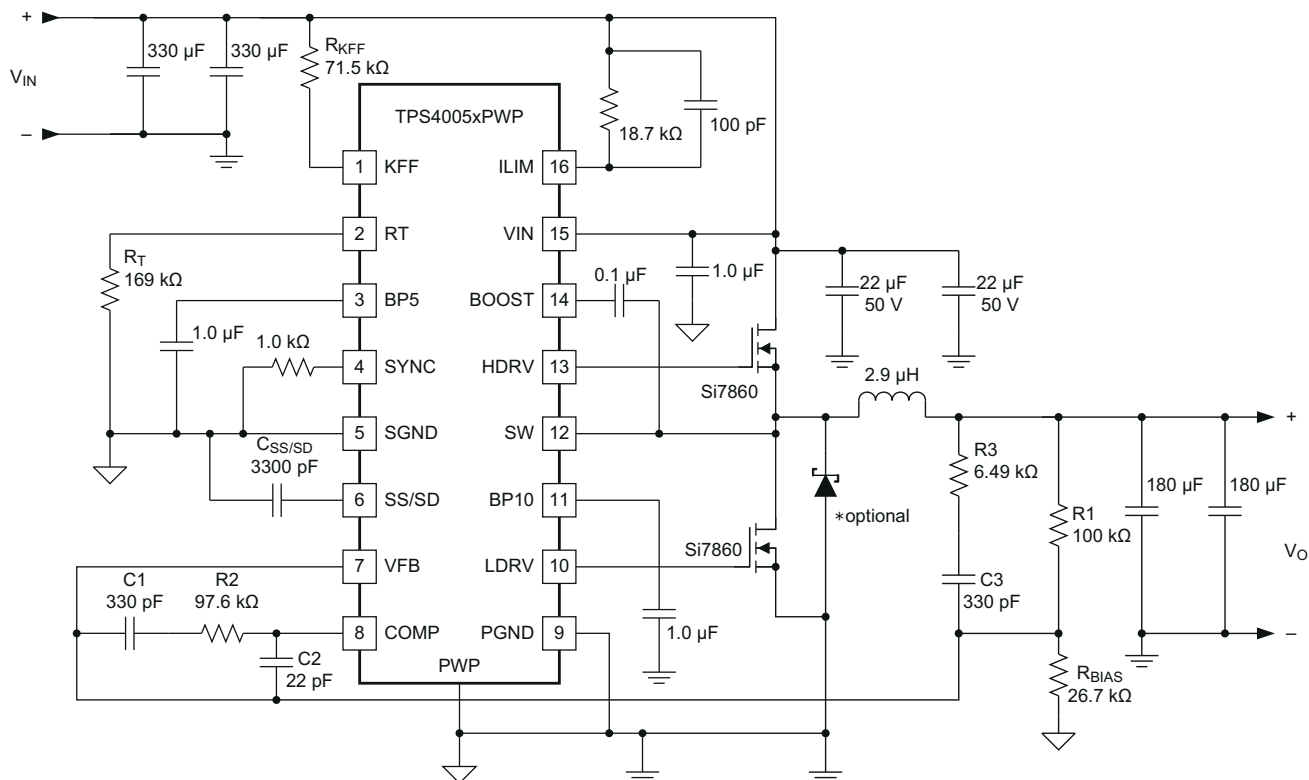 +
330 µF
330 µF
R_KFF
71.5 kΩ
V_IN
–
TPS4005xPWP
18.7 kΩ
100 pF
1 KFF
ILIM 16
2 RT
VIN 15
R_T
169 kΩ
1.0 µF
22 µF
50 V
22 µF
50 V
0.1 µF
3 BP5
BOOST 14
1.0 µF
1.0 kΩ
4 SYNC
HDRV 13
Si7860
2.9 µH
5 SGND
SW 12
+
C_SS/SD
3300 pF
R3
6.49 kΩ
6 SS/SD
BP10 11
180 µF
180 µF
*optional
R1
100 kΩ
Si7860
V_O
7 VFB
LDRV 10
C1
330 pF
R2
97.6 kΩ
C3
330 pF
8 COMP
PGND 9
1.0 µF
–
C2
22 pF
PWP
R_BIAS
26.7 kΩ